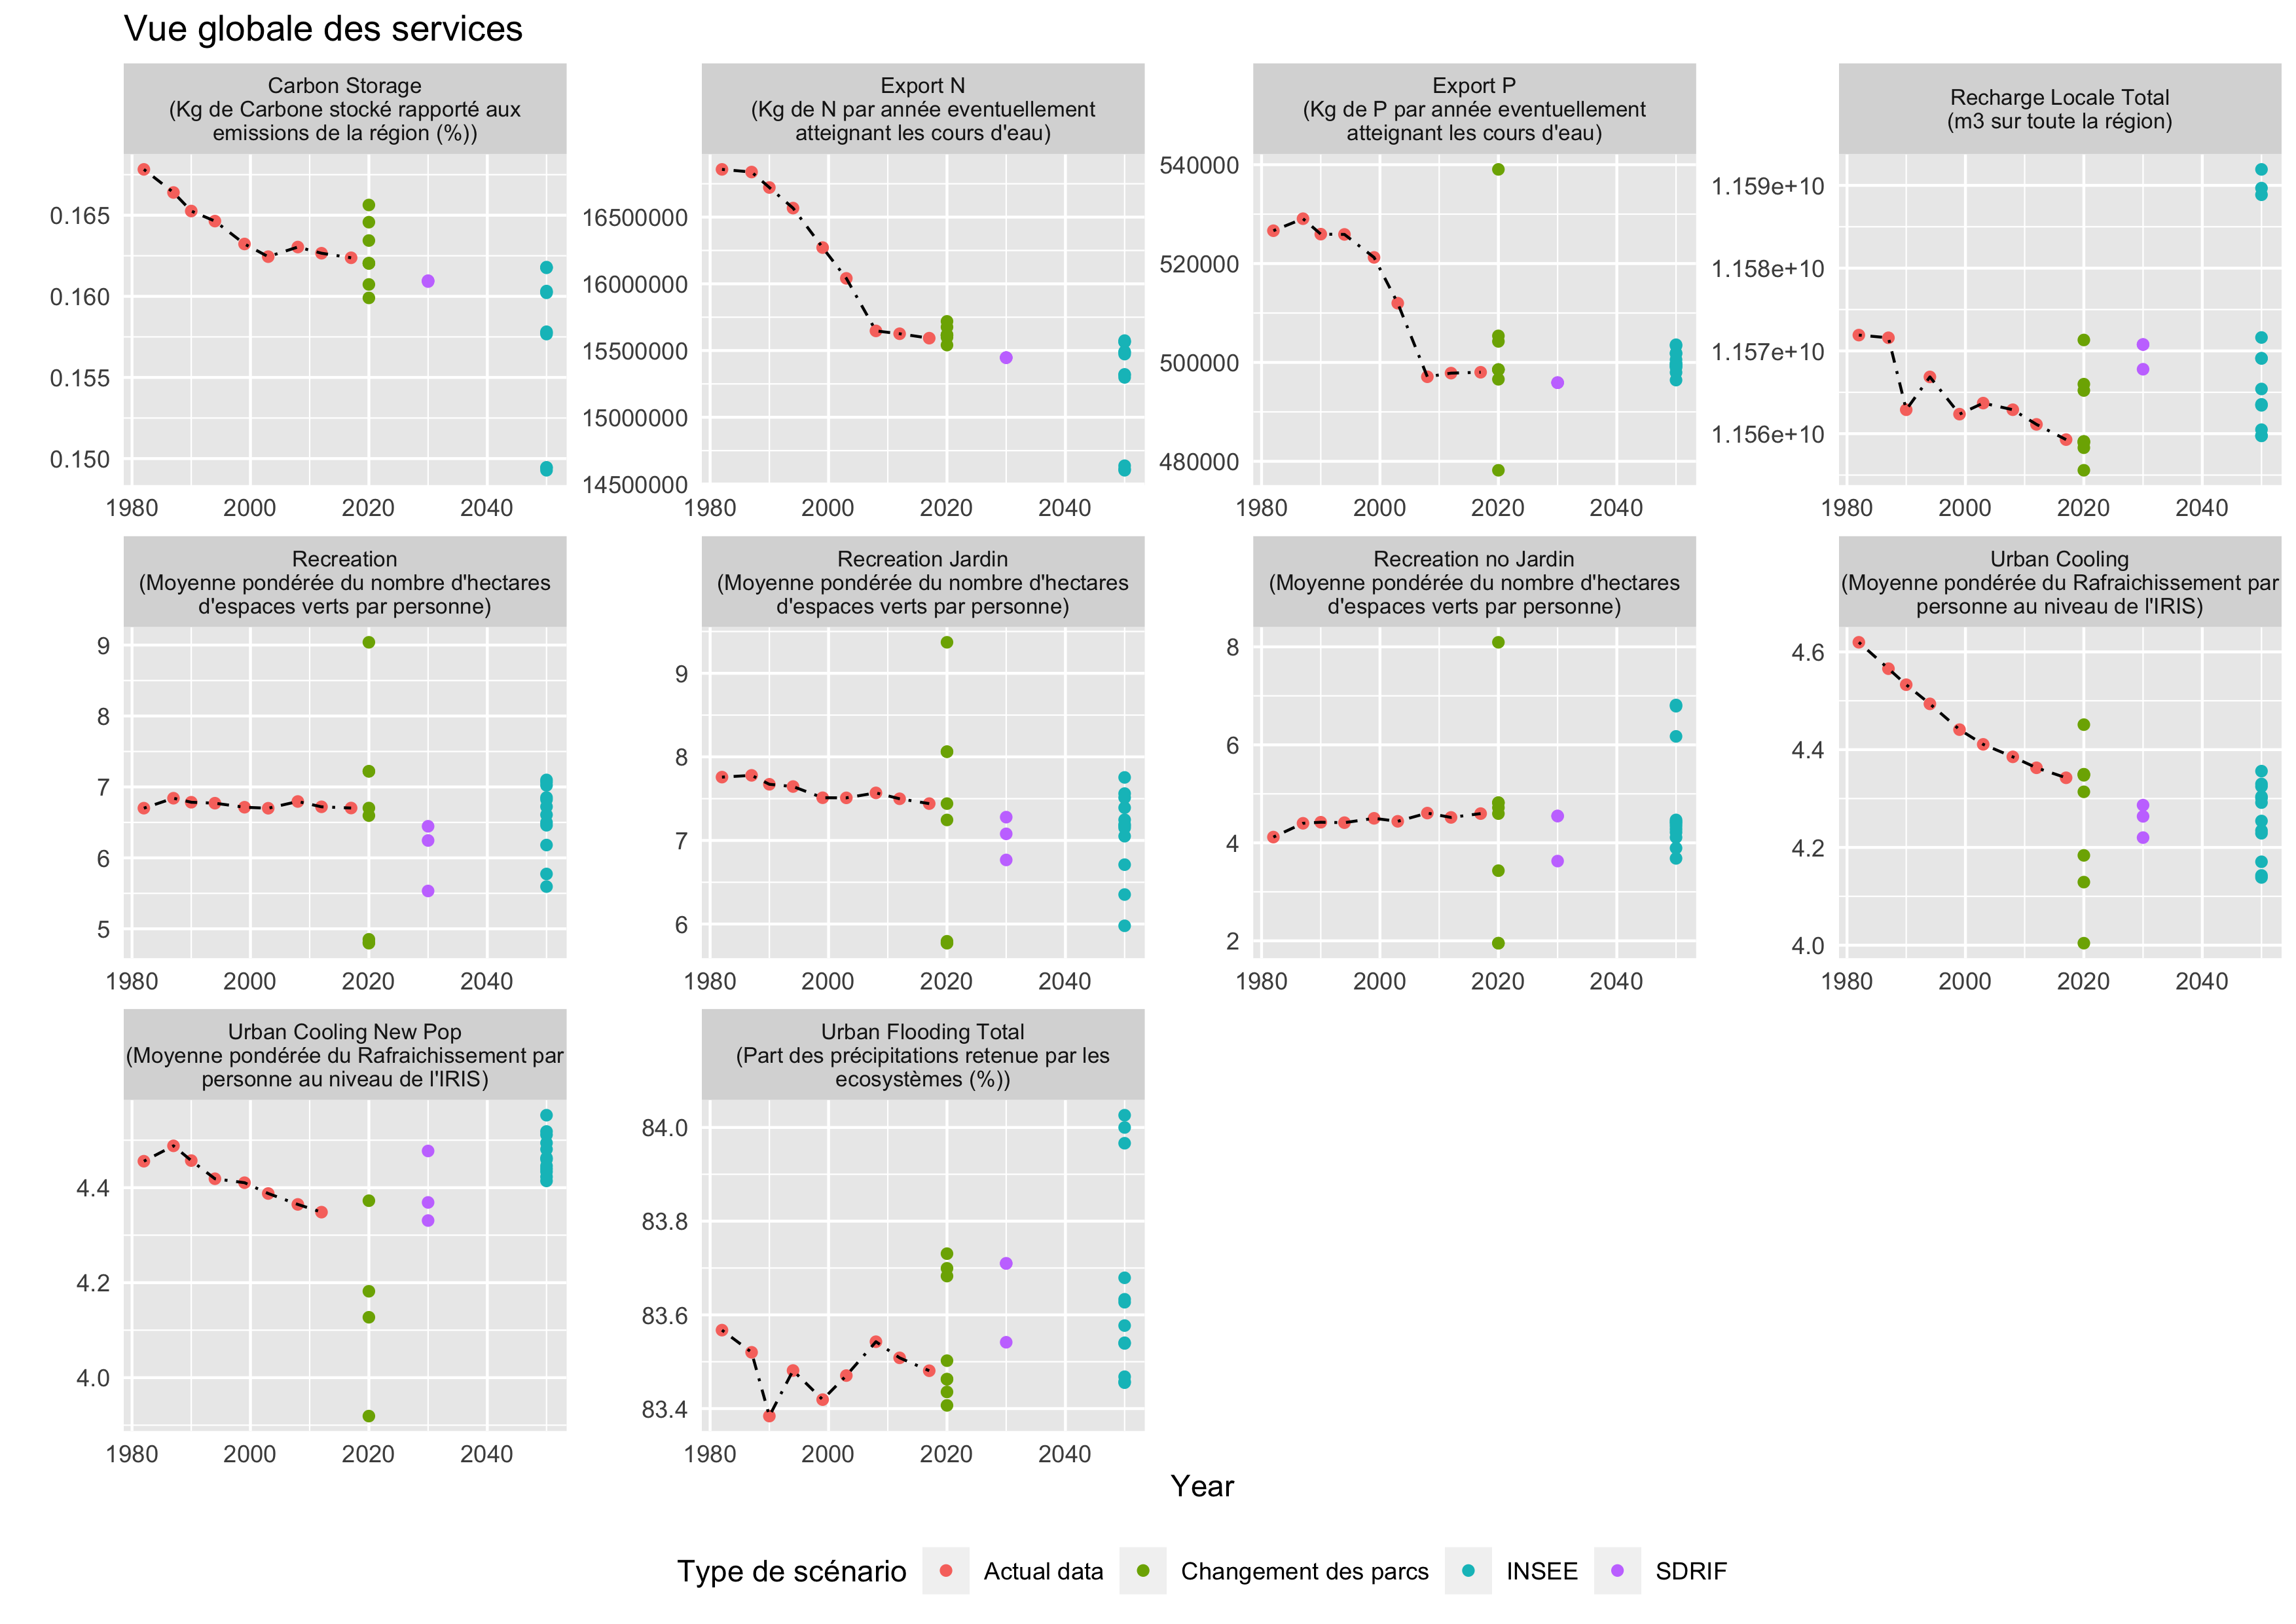 Vue globale des services
Carbon Storage
(Kg de Carbone stocké rapporté aux
emissions de la région (%))
0.165
0.160
0.155
0.150
1980 2000 2020 2040
Export N
(Kg de N par année eventuellement
atteignant les cours d'eau)
16500000
16000000
15500000
15000000
14500000
1980 2000 2020 2040
Export P
(Kg de P par année eventuellement
atteignant les cours d'eau)
540000
520000
500000
480000
1980 2000 2020 2040
Recharge Locale Total
(m3 sur toute la région)
1.159e+10
1.158e+10
1.157e+10
1.156e+10
1980 2000 2020 2040
Recreation
(Moyenne pondérée du nombre d'hectares
d'espaces verts par personne)
9
8
7
6
5
1980 2000 2020 2040
Recreation Jardin
(Moyenne pondérée du nombre d'hectares
d'espaces verts par personne)
9
8
7
6
1980 2000 2020 2040
Recreation no Jardin
(Moyenne pondérée du nombre d'hectares
d'espaces verts par personne)
8
6
4
2
1980 2000 2020 2040
Urban Cooling
(Moyenne pondérée du Rafraichissement par
personne au niveau de l'IRIS)
4.6
4.4
4.2
4.0
1980 2000 2020 2040
Urban Cooling New Pop
(Moyenne pondérée du Rafraichissement par
personne au niveau de l'IRIS)
4.4
4.2
4.0
1980 2000 2020 2040
Urban Flooding Total
(Part des précipitations retenue par les
ecosystèmes (%))
84.0
83.8
83.6
83.4
1980 2000 2020 2040
Year
Type de scénario Actual data Changement des parcs INSEE SDRIF